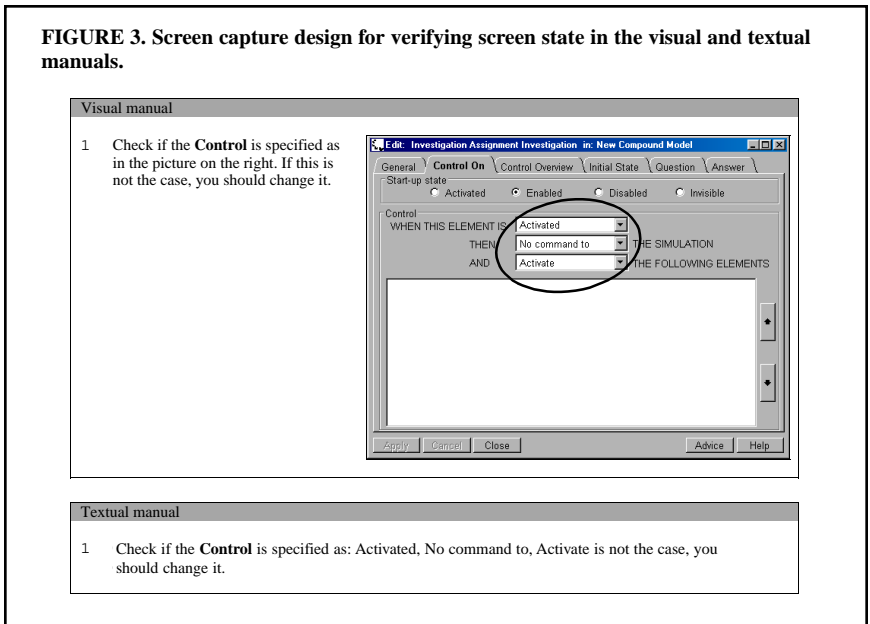 FIGURE 3. Screen capture design for verifying screen state in the visual and textual
manuals.
Visual manual
1 Check if the Control is specified as
in the picture on the right. If this is
not the case, you should change it.
Edit: Investigation Assignment Investigation in: New Compound Model
General Control On Control Overview Initial State Question Answer
Start-up state
Activated Enabled Disabled Invisible
Control
WHEN THIS ELEMENT IS Activated
THEN No command to THE SIMULATION
AND Activate THE FOLLOWING ELEMENTS
Apply Cancel Close Advice Help
Textual manual
1 Check if the Control is specified as: Activated, No command to, Activate is not the case, you
should change it.